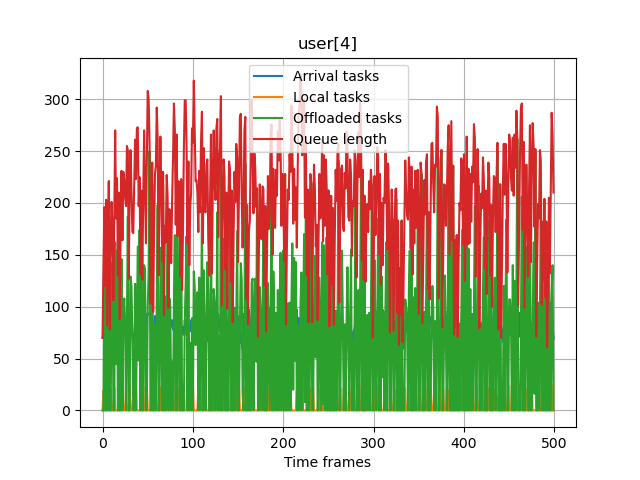 user[4]
Arrival tasks
Local tasks
Offloaded tasks
Queue length
300
250
200
150
100
50
0
0 100 200 300 400 500
Time frames